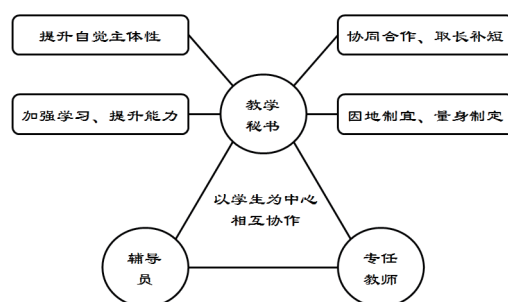 提升自觉主体性
协同合作、取长补短
加强学习、提升能力
教学
秘书
因地制宜、量身制定
以学生为中心
相互协作
辅导
员
专任
教师